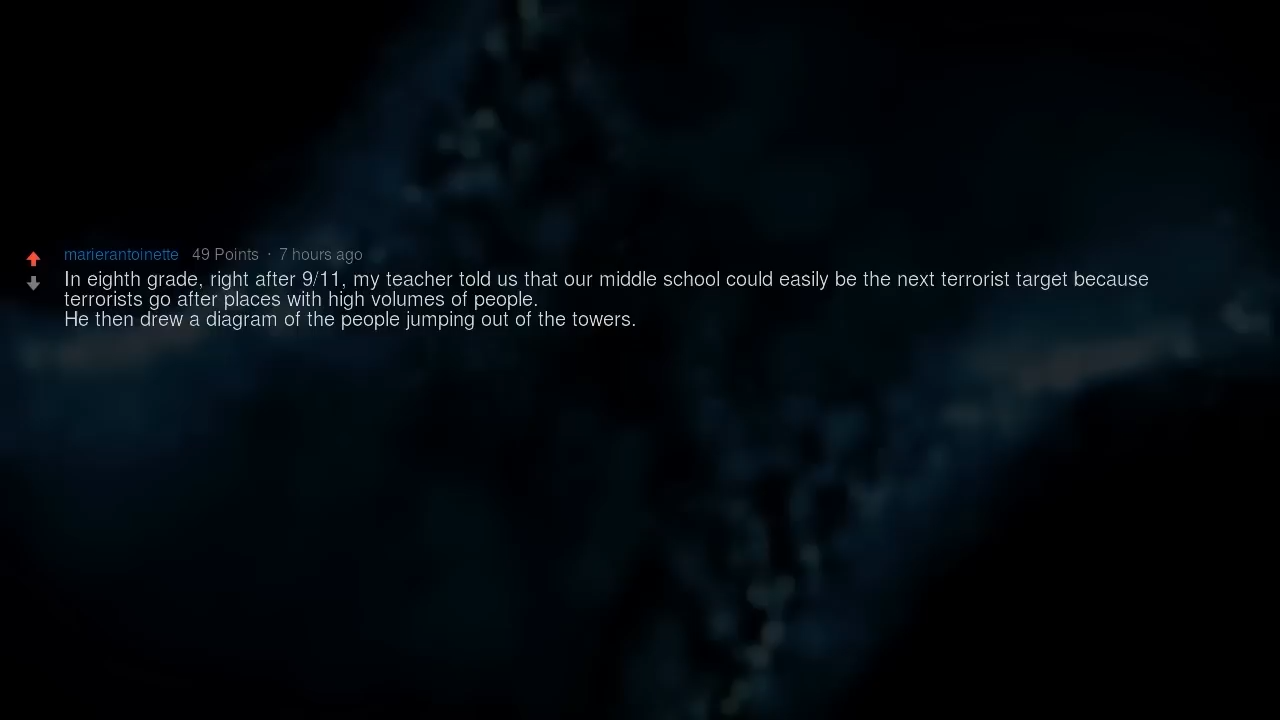 marierantoinette 49 Points · 7 hours ago
In eighth grade, right after 9/11, my teacher told us that our middle school could easily be the next terrorist target because
terrorists go after places with high volumes of people.
He then drew a diagram of the people jumping out of the towers.